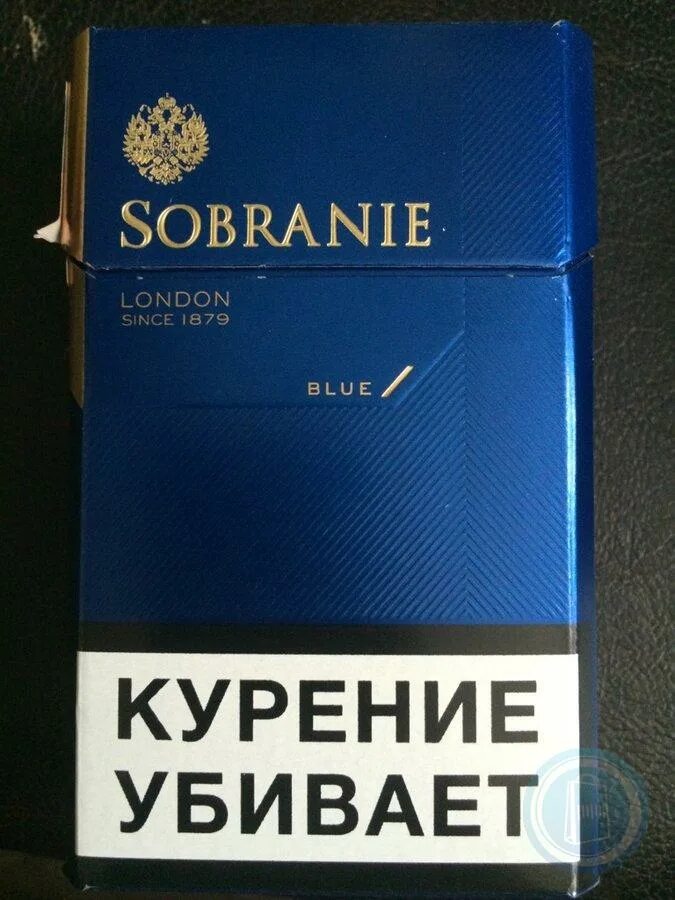 SOBRANIE
LONDON
SINCE 1879
BLUE
КУРЕНИЕ
УБИВАЕТ